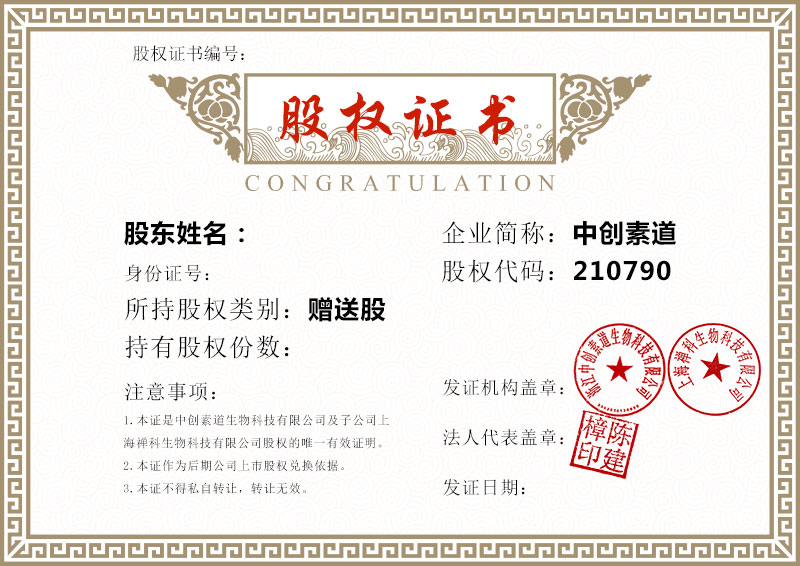 股权证书编号：
股权证书
CONGRATULATION
股东姓名：
身份证号：
所持股权类别：赠送股
持有股权份数：
注意事项：
1.本证是中创素道生物科技有限公司及子公司上
海禅科生物科技有限公司股权的唯一有效证明。
2.本证作为后期公司上市股权兑换依据。
3.本证不得私自转让，转让无效。
企业简称：中创素道
股权代码：210790
发证机构盖章：
浙江中创素道生物科技有限公司
上海禅科生物科技有限公司
法人代表盖章：
陈建
樟印
发证日期：